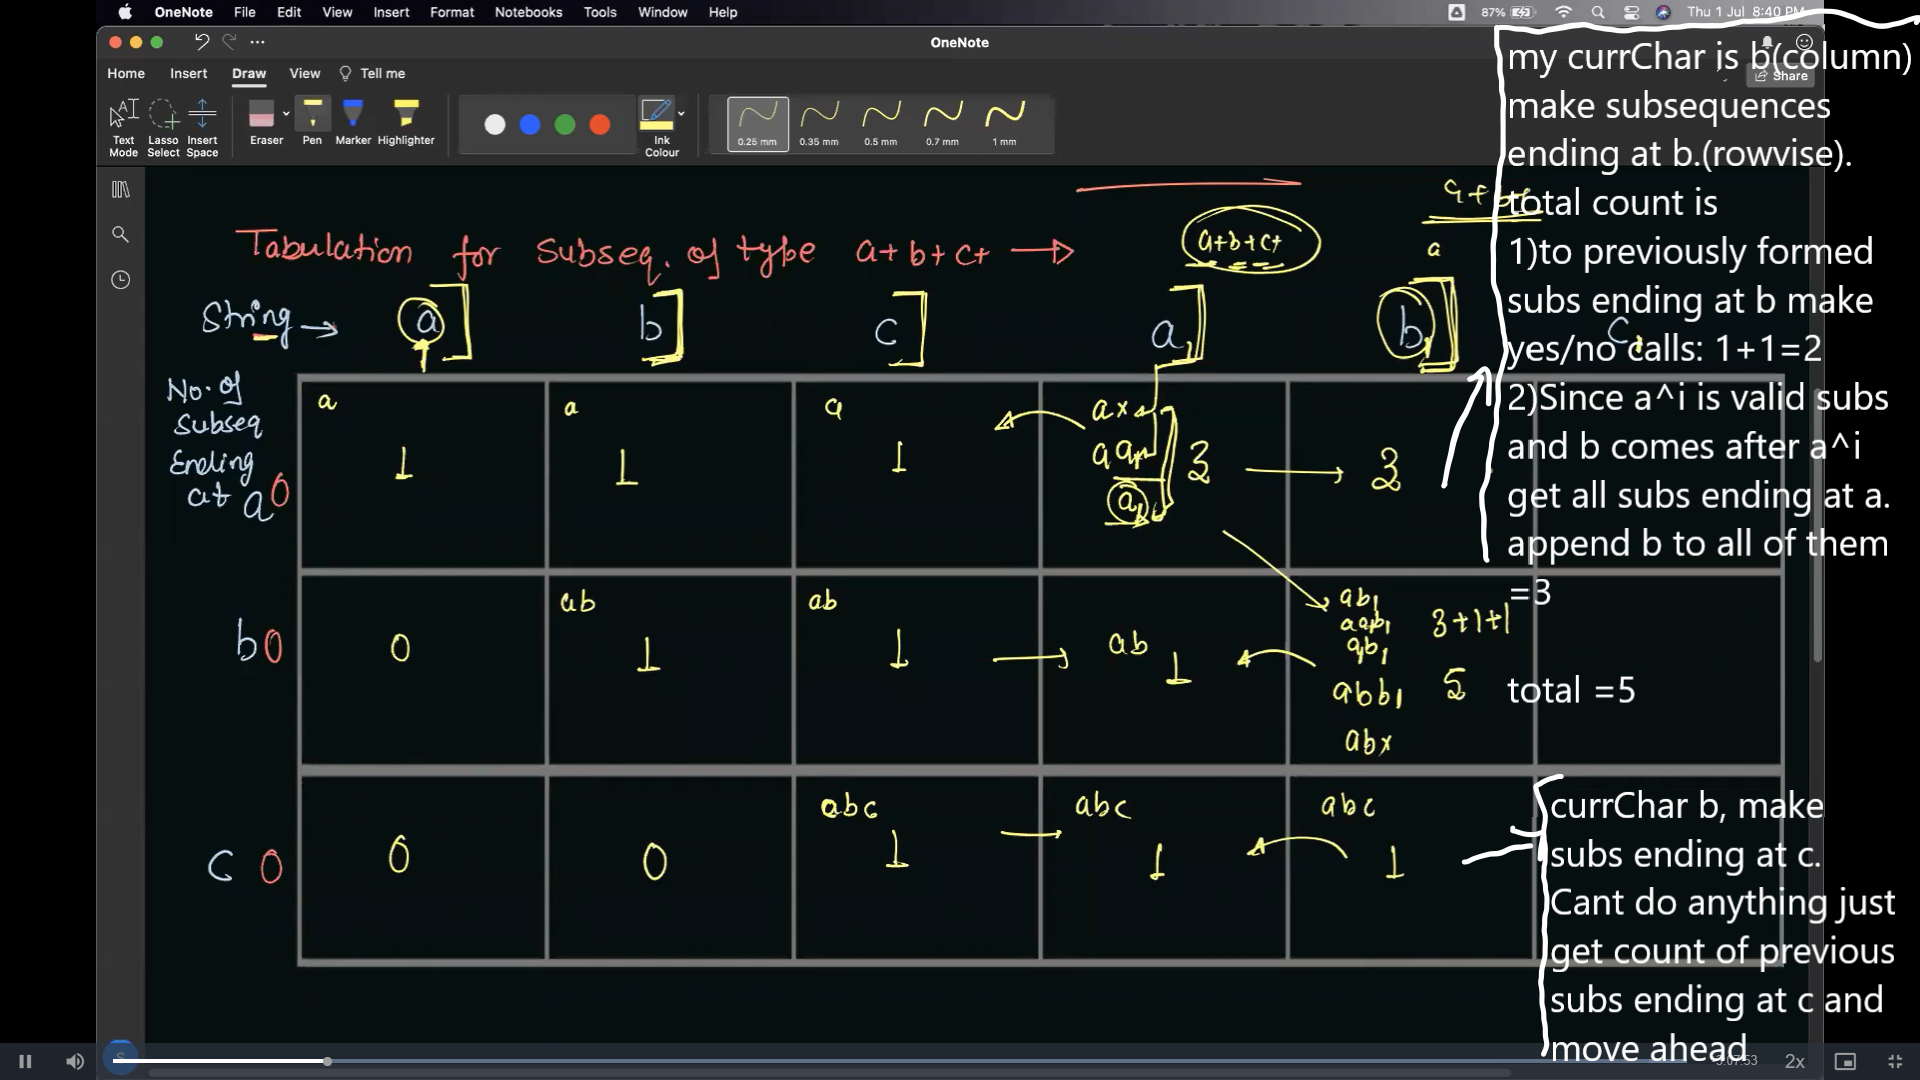 OneNote File Edit View Insert Format Notebooks Tools Window Help
87% Thu 1 Jul 8:40 PM
OneNote
Home Insert Draw View Tell me
Share
Text Mode
Lasso Select
Insert Space
Eraser
Pen
Marker
Highlighter
Ink Colour
0.25 mm 0.35 mm 0.5 mm 0.7 mm 1 mm
my currChar is b(column)
make subsequences
ending at b.(rowvise).
total count is
1)to previously formed
subs ending at b make
yes/no calls: 1+1=2
2)Since a^i is valid subs
and b comes after a^i
get all subs ending at a.
append b to all of them
=3
total =5
Tabulation for Subseq. of type a+b+c+ → a+b+c+
a
String → a b c a b c
No. of
Subseq
Ending
at a 0
a 1
a 1
a 1
ax
aa
a
3 → 3
b 0
0
ab 1
ab 1
ab 1
ab
aab
ab
abb
abx
3+1+1
5
c 0
0
0
abc 1
abc 1
abc 1
currChar b, make
subs ending at c.
Cant do anything just
get count of previous
subs ending at c and
move ahead
2x